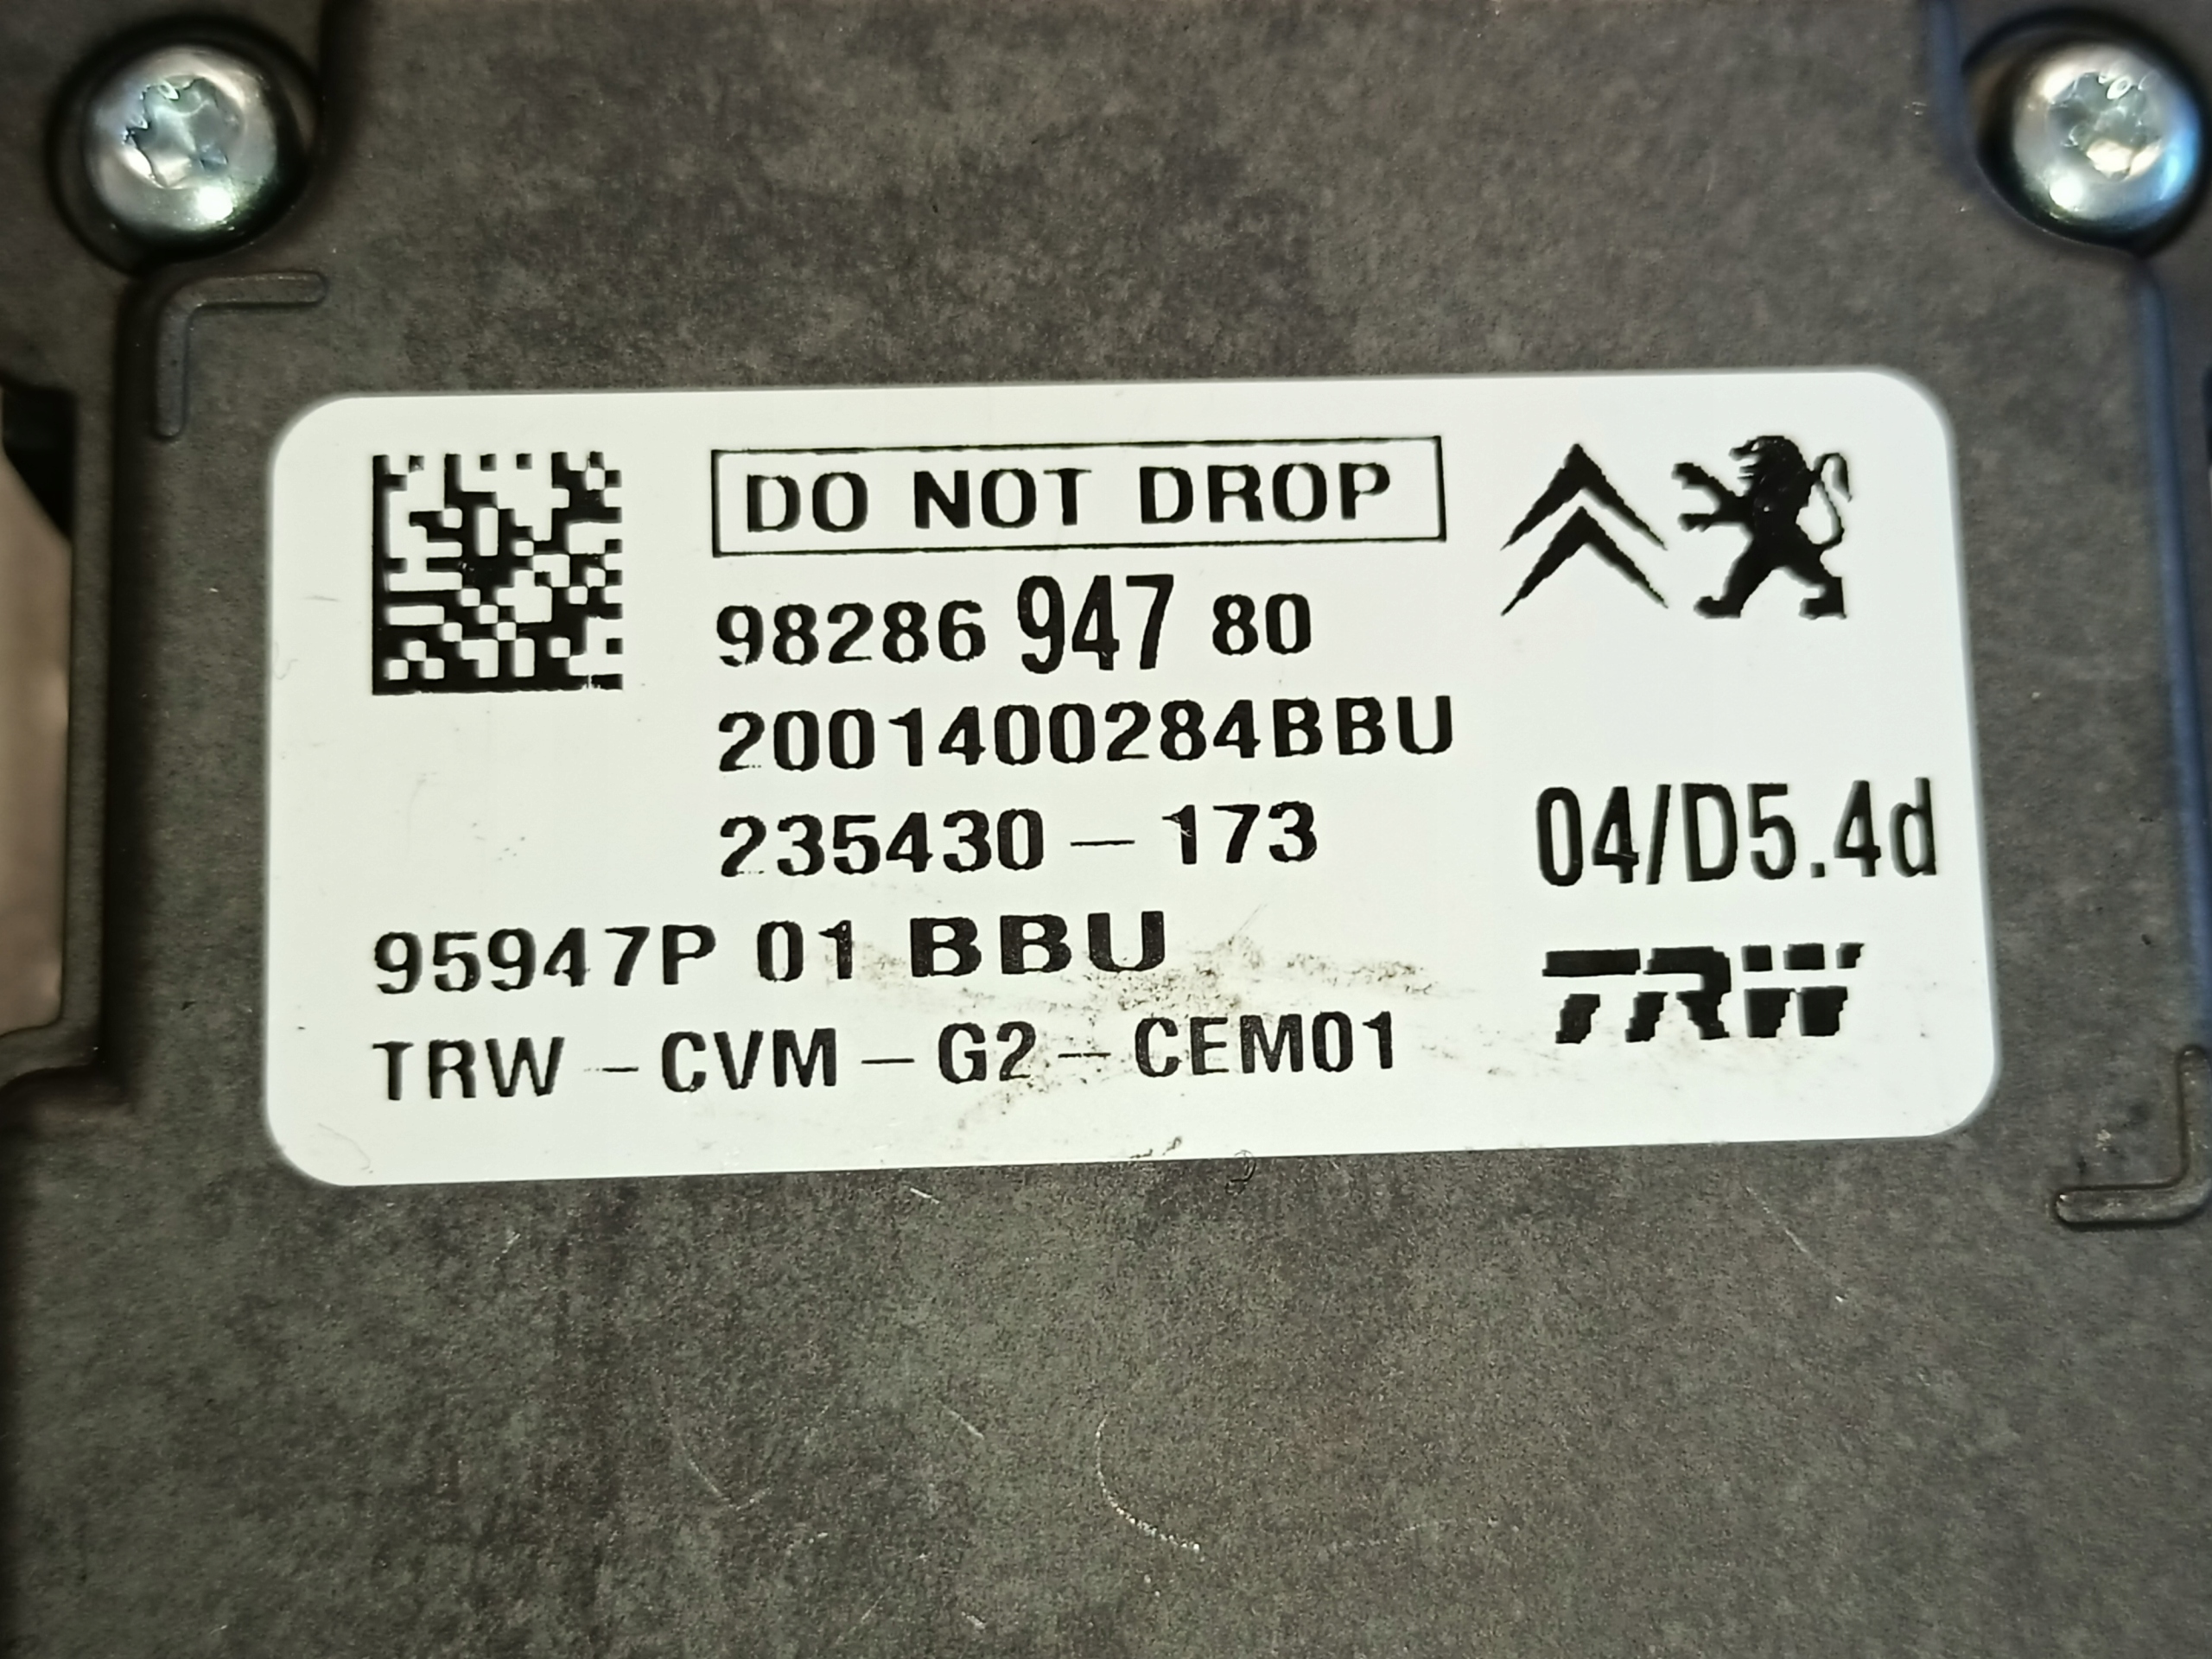 DO NOT DROP
98286 947 80
2001400284BBU
235430 - 173
04/D5.4d
95947P 01 BBU
TRW
TRW - CVM - G2 - CEM01